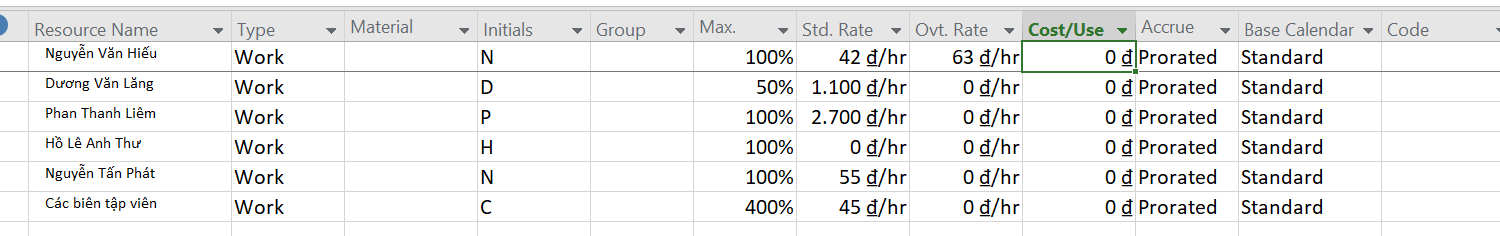 Resource Name Type Material Initials Group Max. Std. Rate Ovt. Rate Cost/Use Accrue Base Calendar Code
Nguyễn Văn Hiếu Work N 100% 42 ₫/hr 63 ₫/hr 0 ₫ Prorated Standard
Dương Văn Lăng Work D 50% 1.100 ₫/hr 0 ₫/hr 0 ₫ Prorated Standard
Phan Thanh Liêm Work P 100% 2.700 ₫/hr 0 ₫/hr 0 ₫ Prorated Standard
Hồ Lê Anh Thư Work H 100% 0 ₫/hr 0 ₫/hr 0 ₫ Prorated Standard
Nguyễn Tấn Phát Work N 100% 55 ₫/hr 0 ₫/hr 0 ₫ Prorated Standard
Các biên tập viên Work C 400% 45 ₫/hr 0 ₫/hr 0 ₫ Prorated Standard